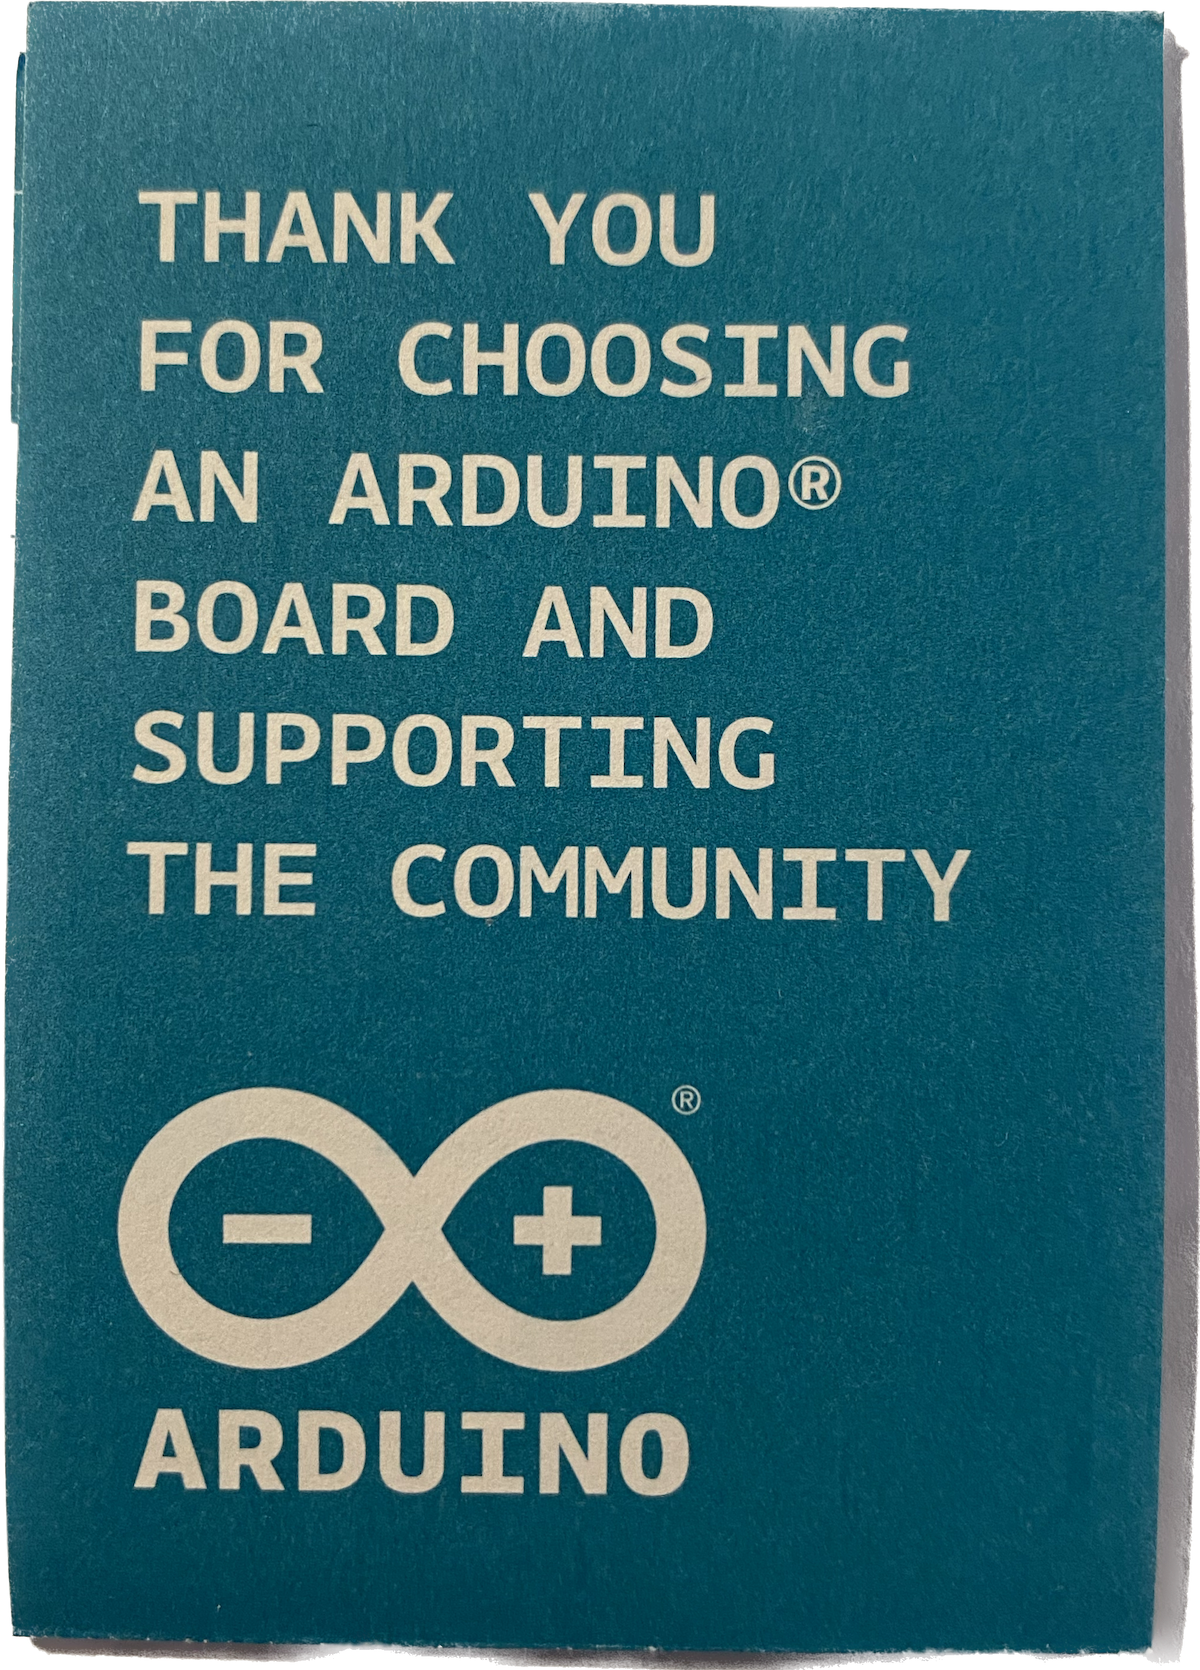 THANK YOU
FOR CHOOSING
AN ARDUINO®
BOARD AND
SUPPORTING
THE COMMUNITY
®
ARDUINO